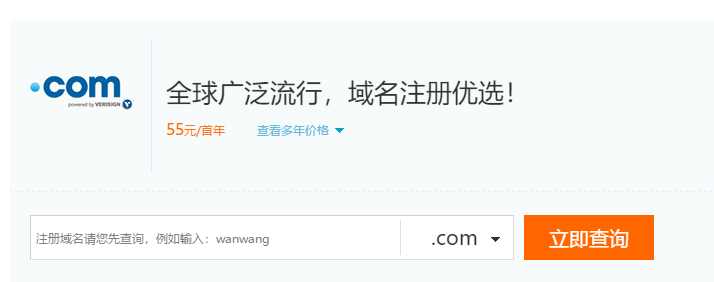 .com
powered by VERISIGN
全球广泛流行，域名注册优选！
55元/首年 查看多年价格
注册域名请您先查询，例如输入：wanwang .com 立即查询